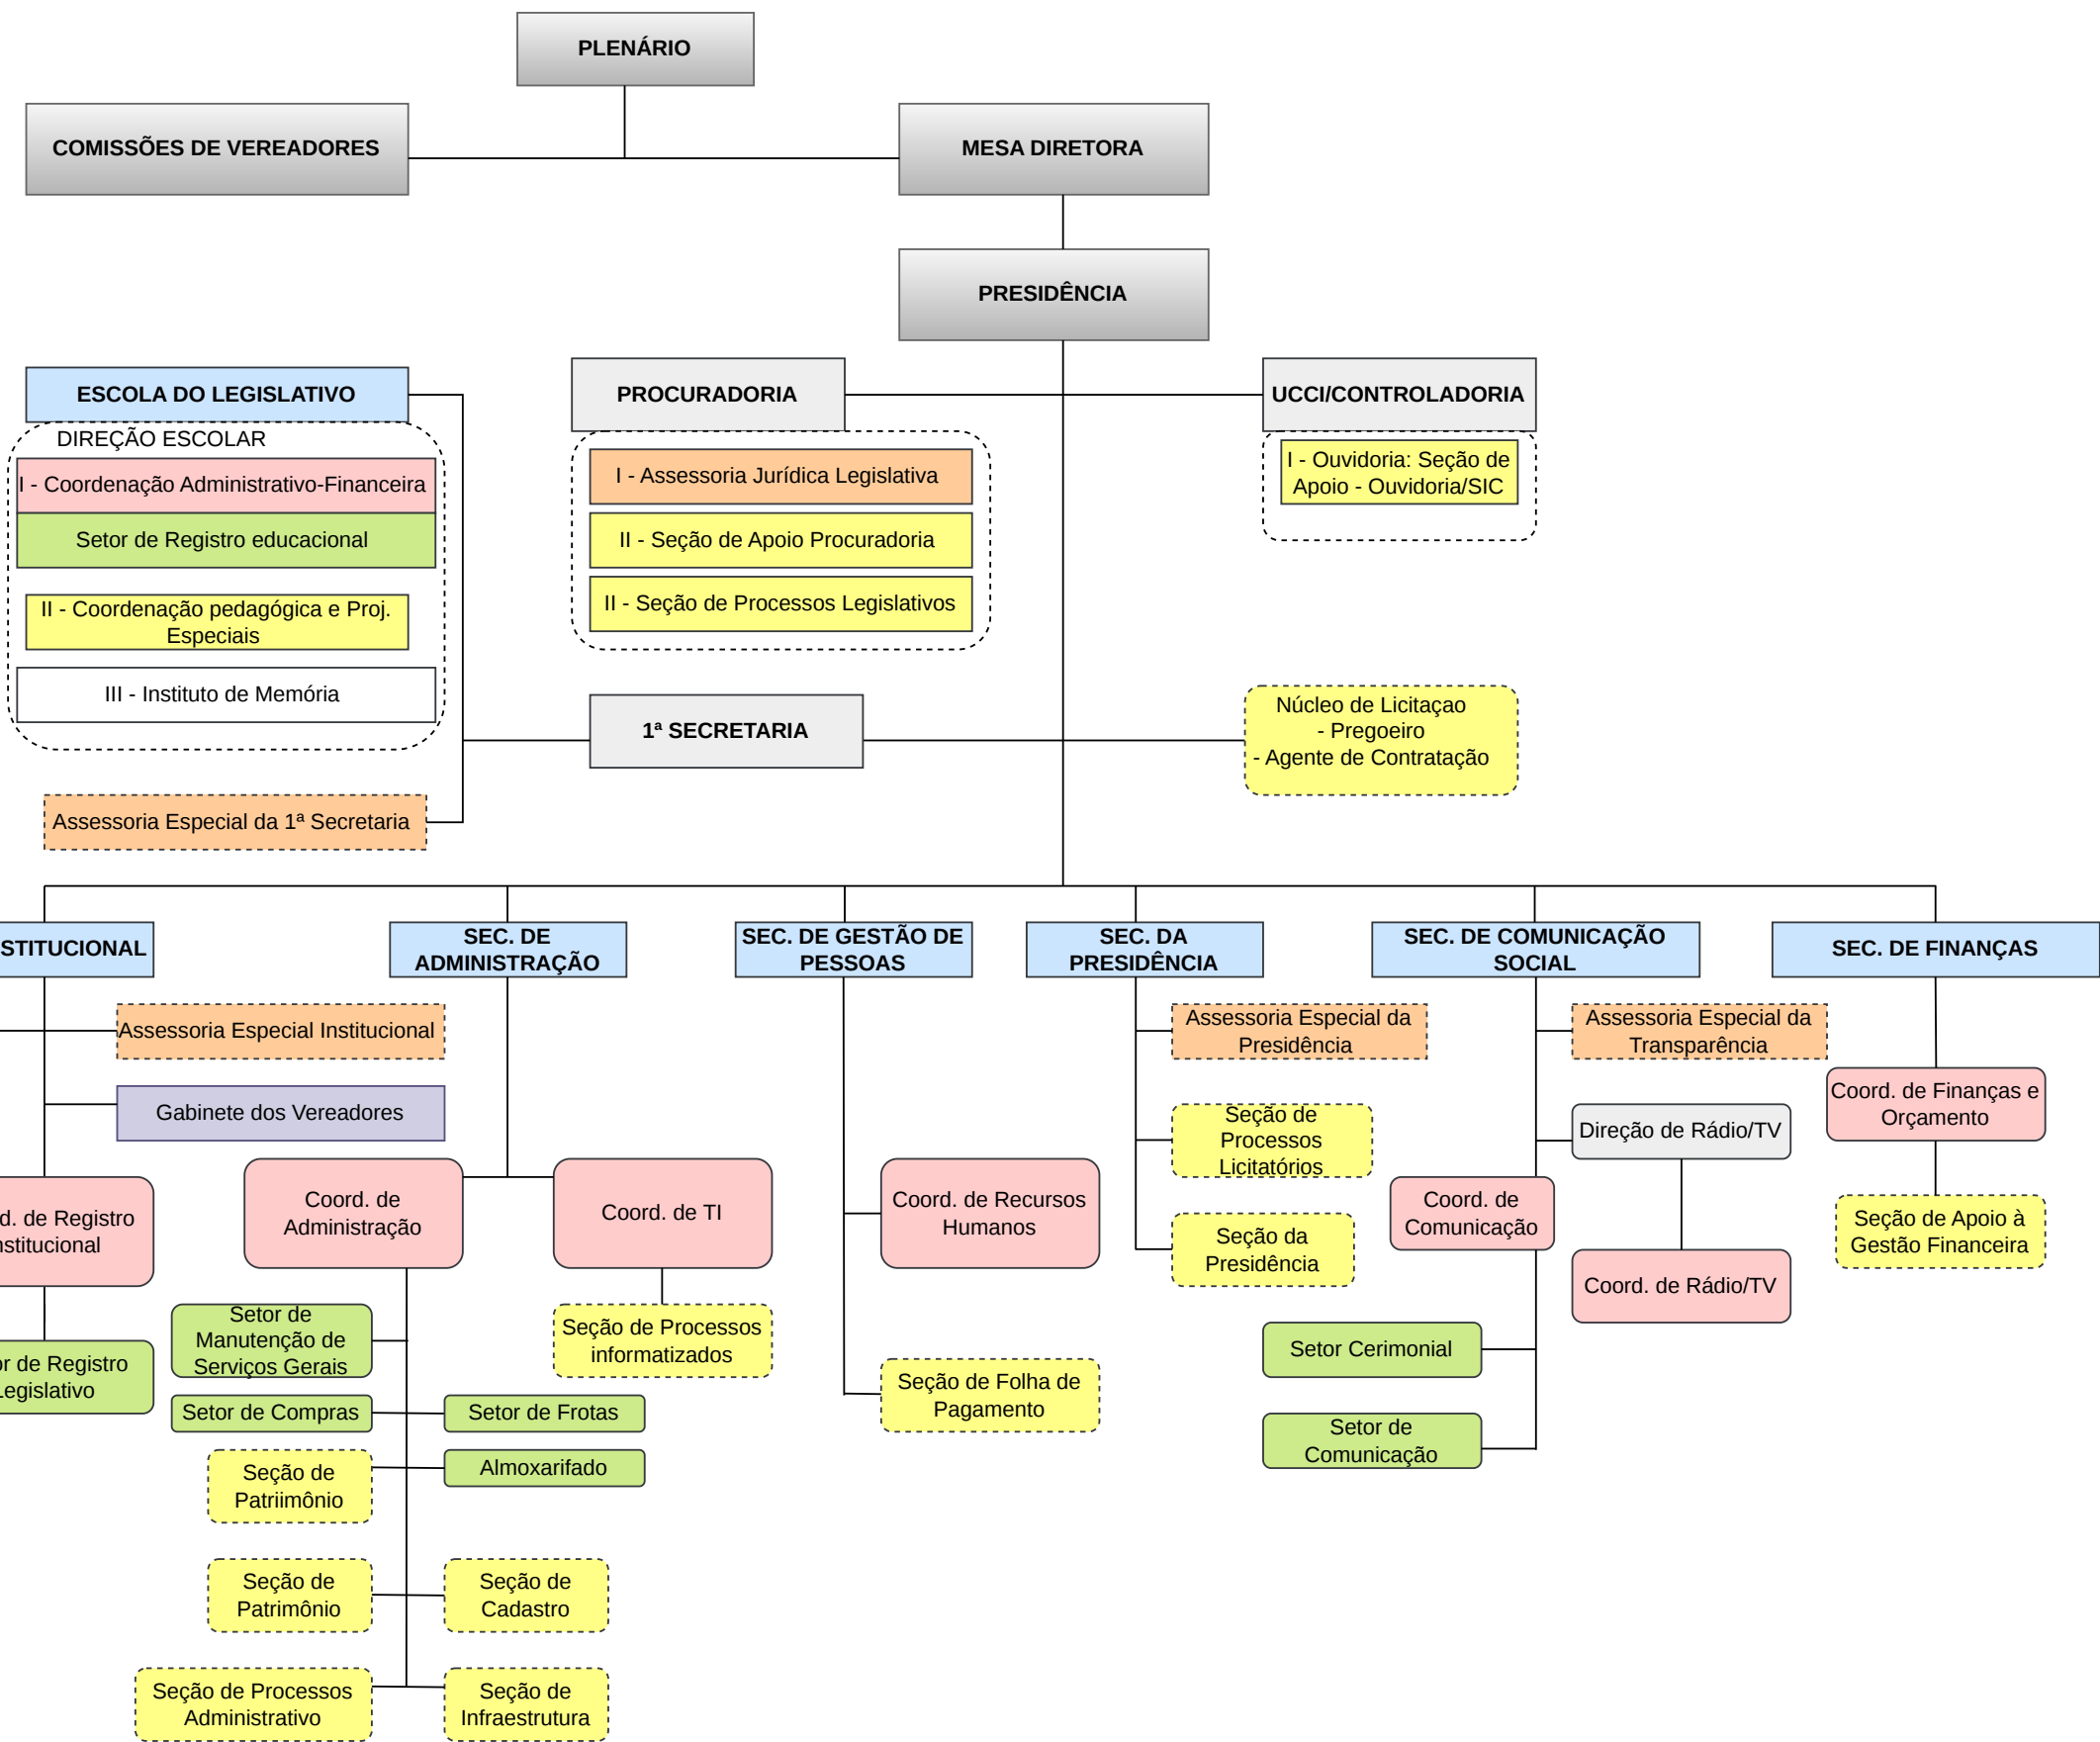 PLENÁRIO
COMISSÕES DE VEREADORES
MESA DIRETORA
PRESIDÊNCIA
ESCOLA DO LEGISLATIVO
DIREÇÃO ESCOLAR
I - Coordenação Administrativo-Financeira
Setor de Registro educacional
II - Coordenação pedagógica e Proj.
Especiais
III - Instituto de Memória
PROCURADORIA
I - Assessoria Jurídica Legislativa
II - Seção de Apoio Procuradoria
II - Seção de Processos Legislativos
UCCI/CONTROLADORIA
I - Ouvidoria: Seção de
Apoio - Ouvidoria/SIC
1ª SECRETARIA
Núcleo de Licitaçao
- Pregoeiro
- Agente de Contratação
Assessoria Especial da 1ª Secretaria
STITUCIONAL
Assessoria Especial Institucional
Gabinete dos Vereadores
d. de Registro
nstitucional
or de Registro
Legislativo
SEC. DE
ADMINISTRAÇÃO
Coord. de
Administração
Coord. de TI
Setor de
Manutenção de
Serviços Gerais
Seção de Processos
informatizados
Setor de Compras
Setor de Frotas
Seção de
Patriimônio
Almoxarifado
Seção de
Patrimônio
Seção de
Cadastro
Seção de Processos
Administrativo
Seção de
Infraestrutura
SEC. DE GESTÃO DE
PESSOAS
Coord. de Recursos
Humanos
Seção de Folha de
Pagamento
SEC. DA
PRESIDÊNCIA
Assessoria Especial da
Presidência
Seção de
Processos
Licitatórios
Seção da
Presidência
SEC. DE COMUNICAÇÃO
SOCIAL
Assessoria Especial da
Transparência
Direção de Rádio/TV
Coord. de
Comunicação
Coord. de Rádio/TV
Setor Cerimonial
Setor de
Comunicação
SEC. DE FINANÇAS
Coord. de Finanças e
Orçamento
Seção de Apoio à
Gestão Financeira